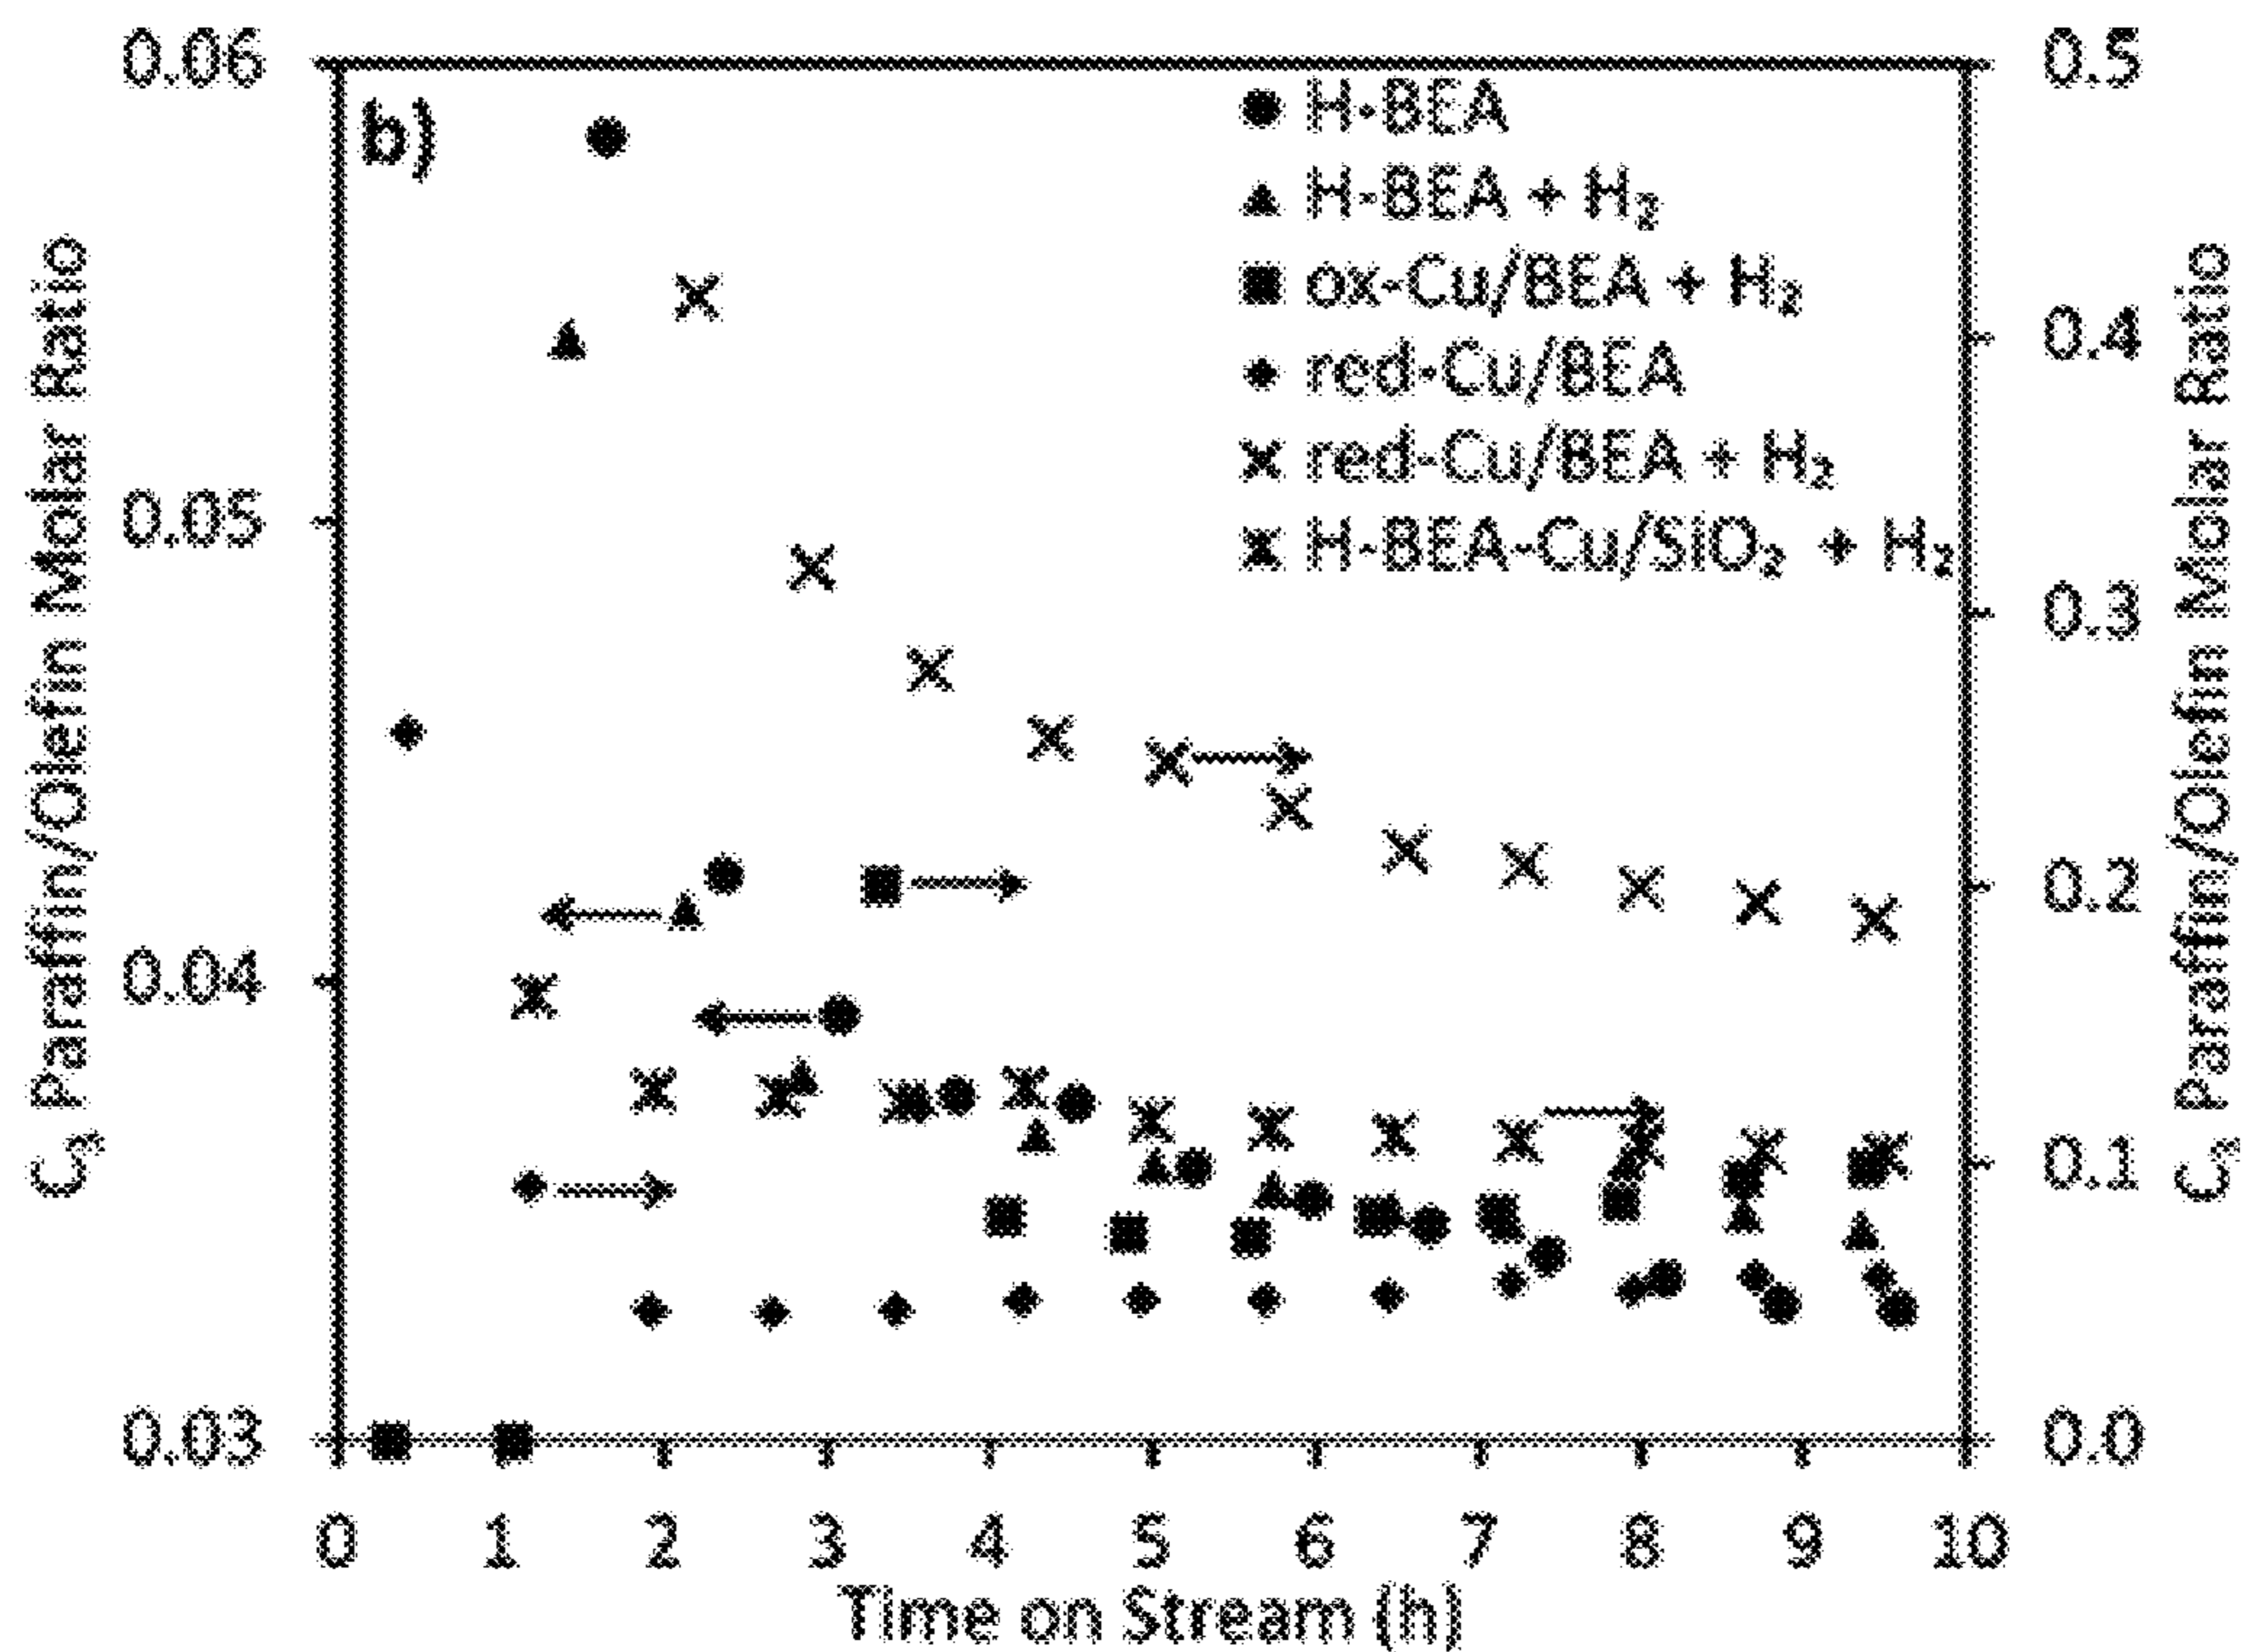 0.06
0.05
0.04
0.03
C₃ Paraffin/Olefin Molar Ratio
b)
H-BEA
H-BEA + H₂
ox-Cu/BEA + H₂
red-Cu/BEA
red-Cu/BEA + H₂
H-BEA-Cu/SiO₂ + H₂
0.5
0.4
0.3
0.2
0.1
0.0
C₃ Paraffin/Olefin Molar Ratio
0 1 2 3 4 5 6 7 8 9 10
Time on Stream (h)